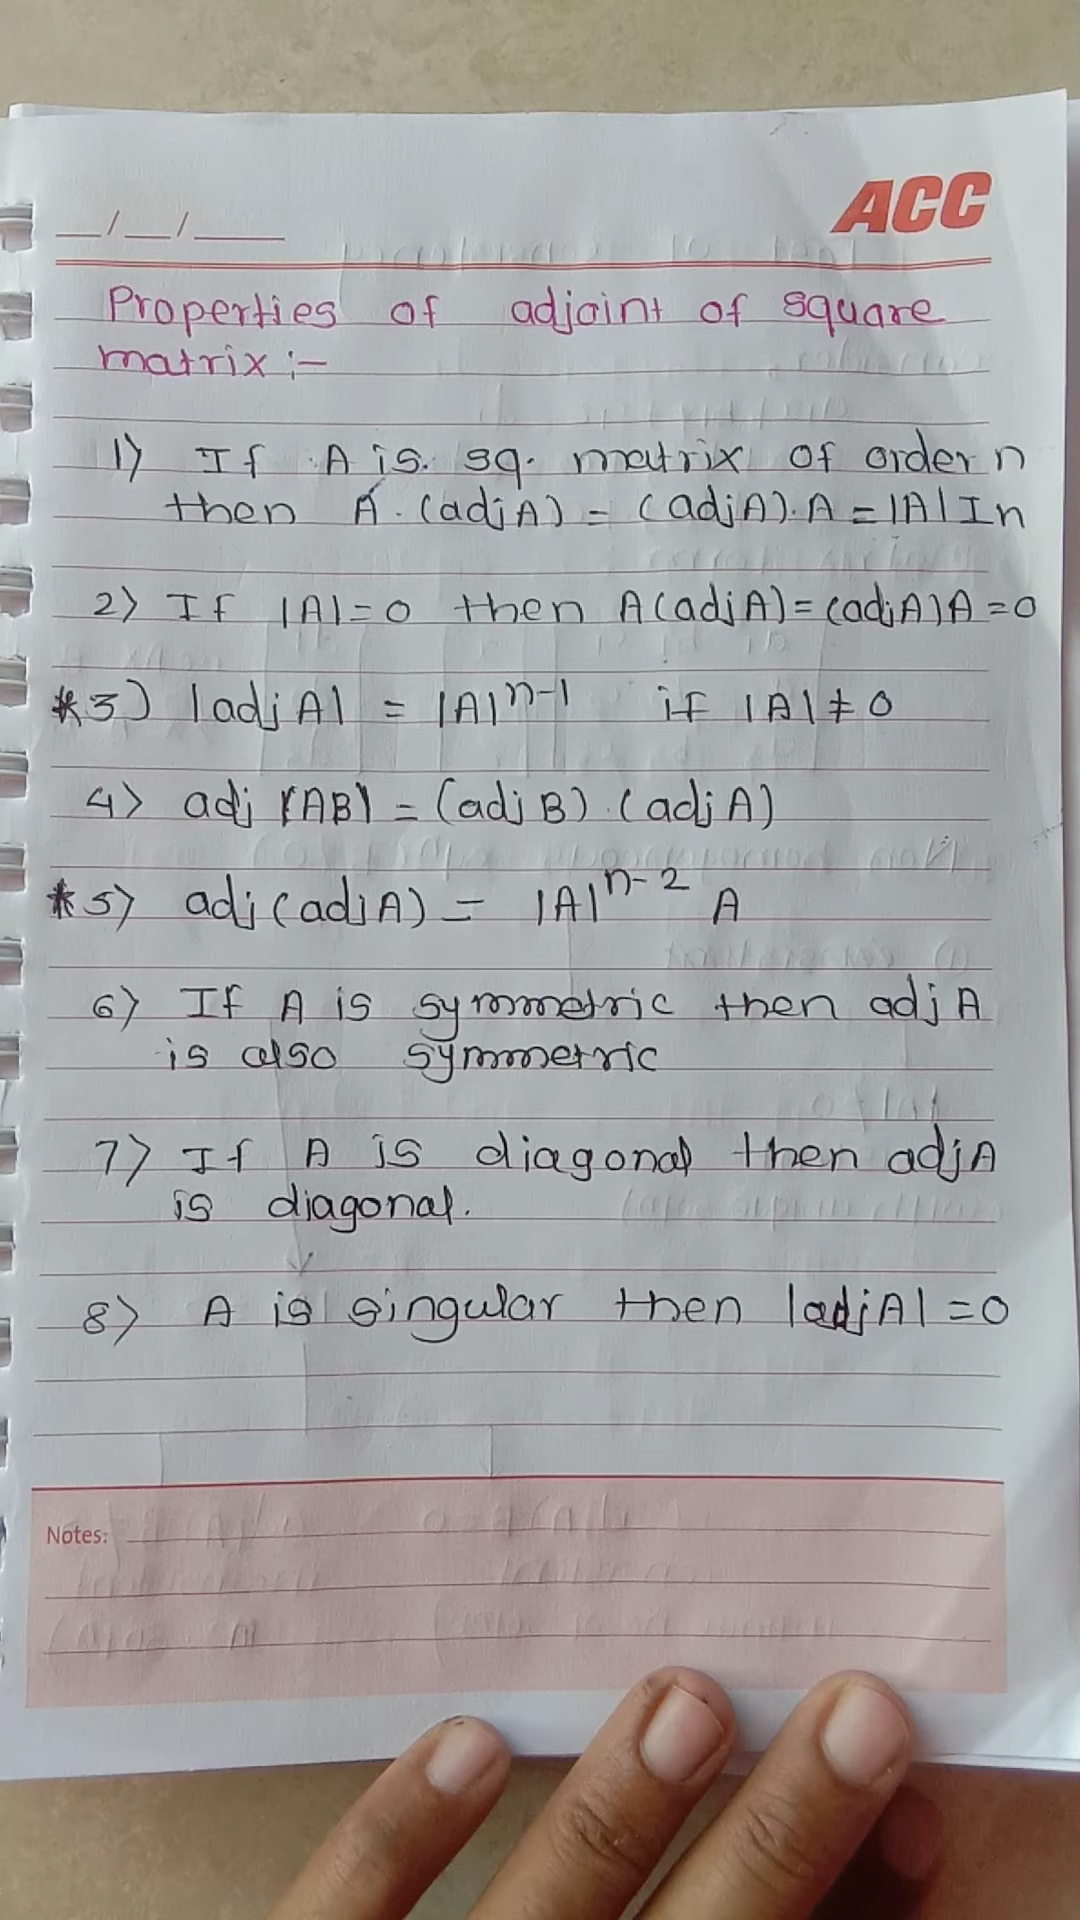 __/__/____
ACC
Properties of adjoint of square
matrix :-
1) If A is. sq. matrix of order n
then A. (adj A) = (adjA). A = |A| In
2) If |A| = 0 then A(adjA) = (adjA)A = 0
*3) |adj A| = |A|^n-1 if |A| ≠ 0
4) adj (AB) = (adj B) . (adj A)
*5) adj (adj A) = |A|^n-2 A
6) If A is symmetric then adj A
is also symmetric
7) If A is diagonal then adjA
is diagonal.
8) A is singular then |adjA| = 0
Notes: